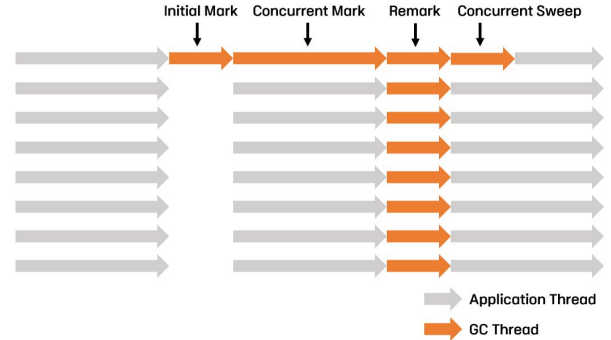 Initial Mark Concurrent Mark Remark Concurrent Sweep
Application Thread
GC Thread